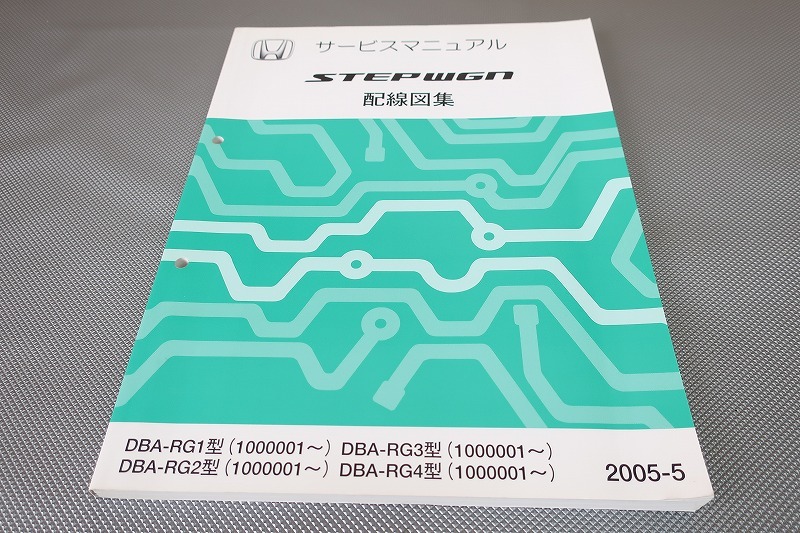 サービスマニュアル
STEPWGN
配線図集
DBA-RG1型 (1000001～) DBA-RG3型 (1000001～)
DBA-RG2型 (1000001～) DBA-RG4型 (1000001～)
2005-5